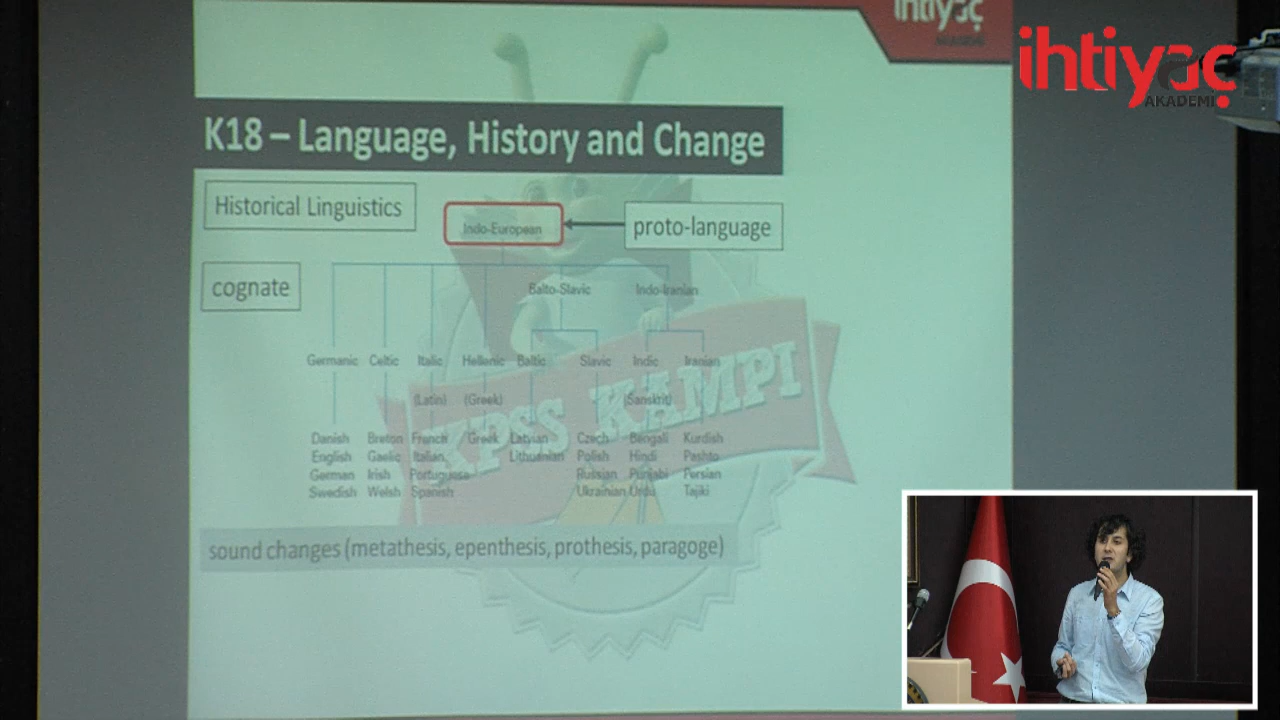 ihtiyaç
AKADEMİ
ihtiyaç
AKADEMİ
K18 – Language, History and Change
Historical Linguistics
Indo-European
proto-language
cognate
Balto-Slavic Indo-Iranian
Germanic Celtic Italic Hellenic Baltic Slavic Indic Iranian
(Latin) (Greek) (Sanskrit)
KPSS KAMPI
Danish Breton French Greek Latvian Czech Bengali Kurdish
English Gaelic Italian Lithuanian Polish Hindi Pashto
German Irish Portuguese Russian Punjabi Persian
Swedish Welsh Spanish Ukrainian Urdu Tajiki
sound changes (metathesis, epenthesis, prothesis, paragoge)